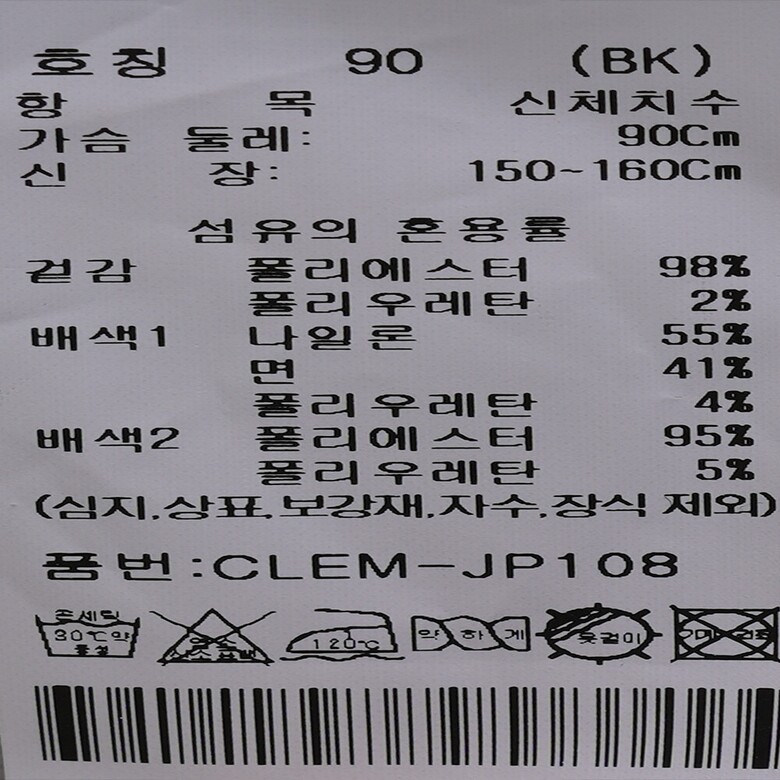 호칭 90 (BK)
항 목 신체치수
가슴 둘레: 90Cm
신 장: 150~160Cm
섬유의 혼용률
겉감 폴리에스터 98%
폴리우레탄 2%
배색1 나일론 55%
면 41%
폴리우레탄 4%
배색2 폴리에스터 95%
폴리우레탄 5%
(심지,상표,보강재,자수,장식 제외)
품번:CLEM-JP108
손세탁
30℃약 120℃ 약하게 옷걸이
중성